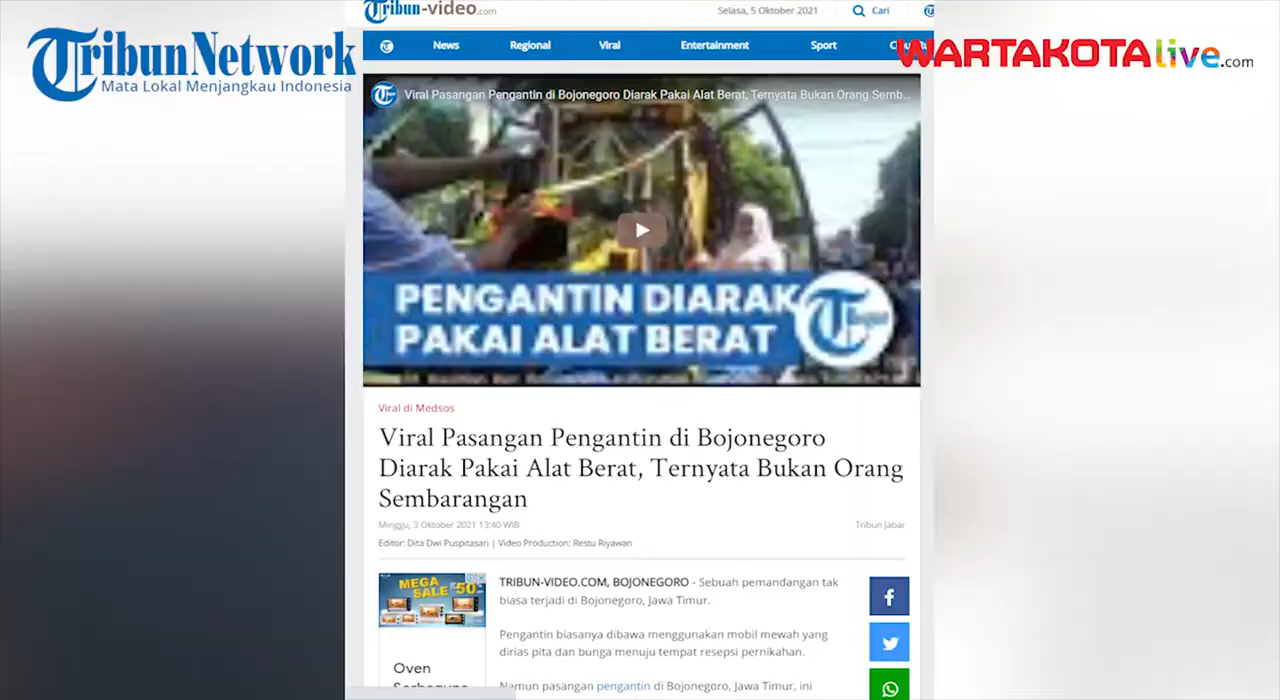 Tribun-video.com
Selasa, 5 Oktober 2021
Cari
Tribun Network
Mata Lokal Menjangkau Indonesia
WARTAKOTAlive.com
News Regional Viral Entertainment Sport
Viral Pasangan Pengantin di Bojonegoro Diarak Pakai Alat Berat, Ternyata Bukan Orang Semb...
PENGANTIN DIARAK
PAKAI ALAT BERAT
Viral di Medsos
Viral Pasangan Pengantin di Bojonegoro
Diarak Pakai Alat Berat, Ternyata Bukan Orang
Sembarangan
Minggu, 3 Oktober 2021 13:40 WIB
Tribun Jabar
Editor: Dita Dwi Puspitasari | Video Production: Restu Riyawan
MEGA
SALE 50
TRIBUN-VIDEO.COM, BOJONEGORO - Sebuah pemandangan tak
biasa terjadi di Bojonegoro, Jawa Timur.
Pengantin biasanya dibawa menggunakan mobil mewah yang
dirias pita dan bunga menuju tempat resepsi pernikahan.
Oven
Namun pasangan pengantin di Bojonegoro, Jawa Timur, ini